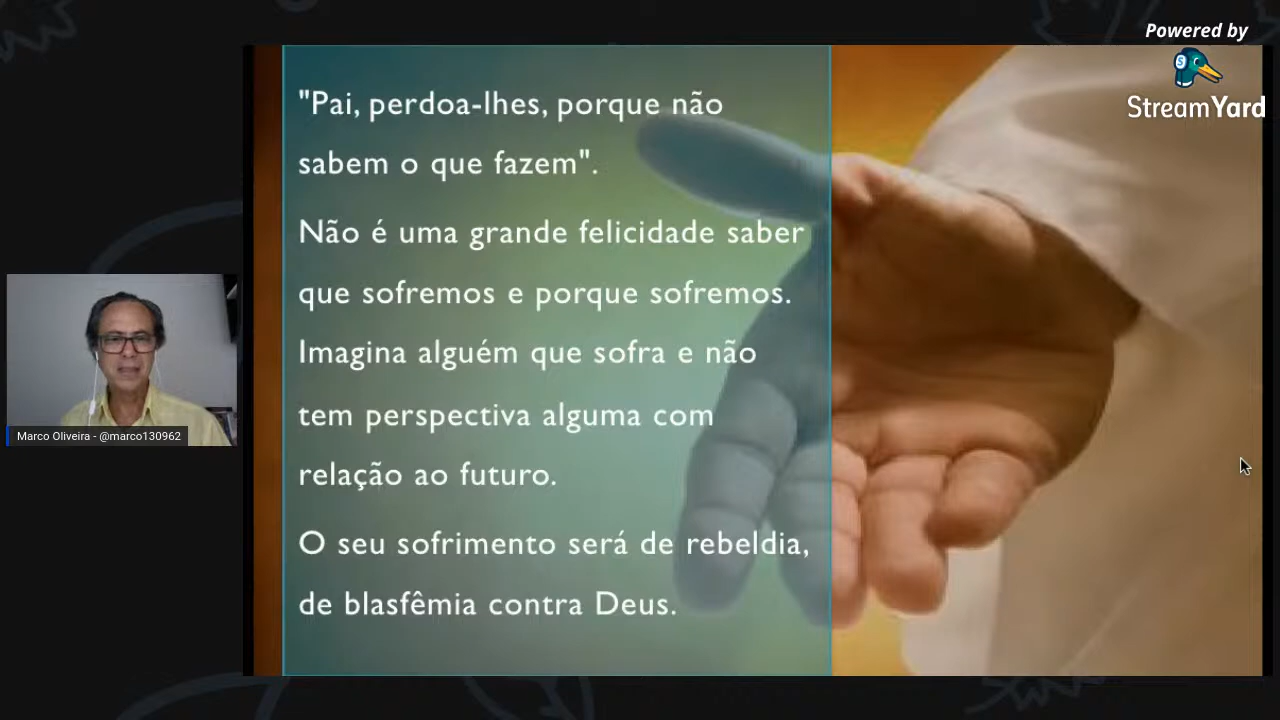 Powered by
StreamYard
"Pai, perdoa-lhes, porque não
sabem o que fazem".
Não é uma grande felicidade saber
que sofremos e porque sofremos.
Imagina alguém que sofra e não
tem perspectiva alguma com
relação ao futuro.
O seu sofrimento será de rebeldia,
de blasfêmia contra Deus.
Marco Oliveira - @marco130962